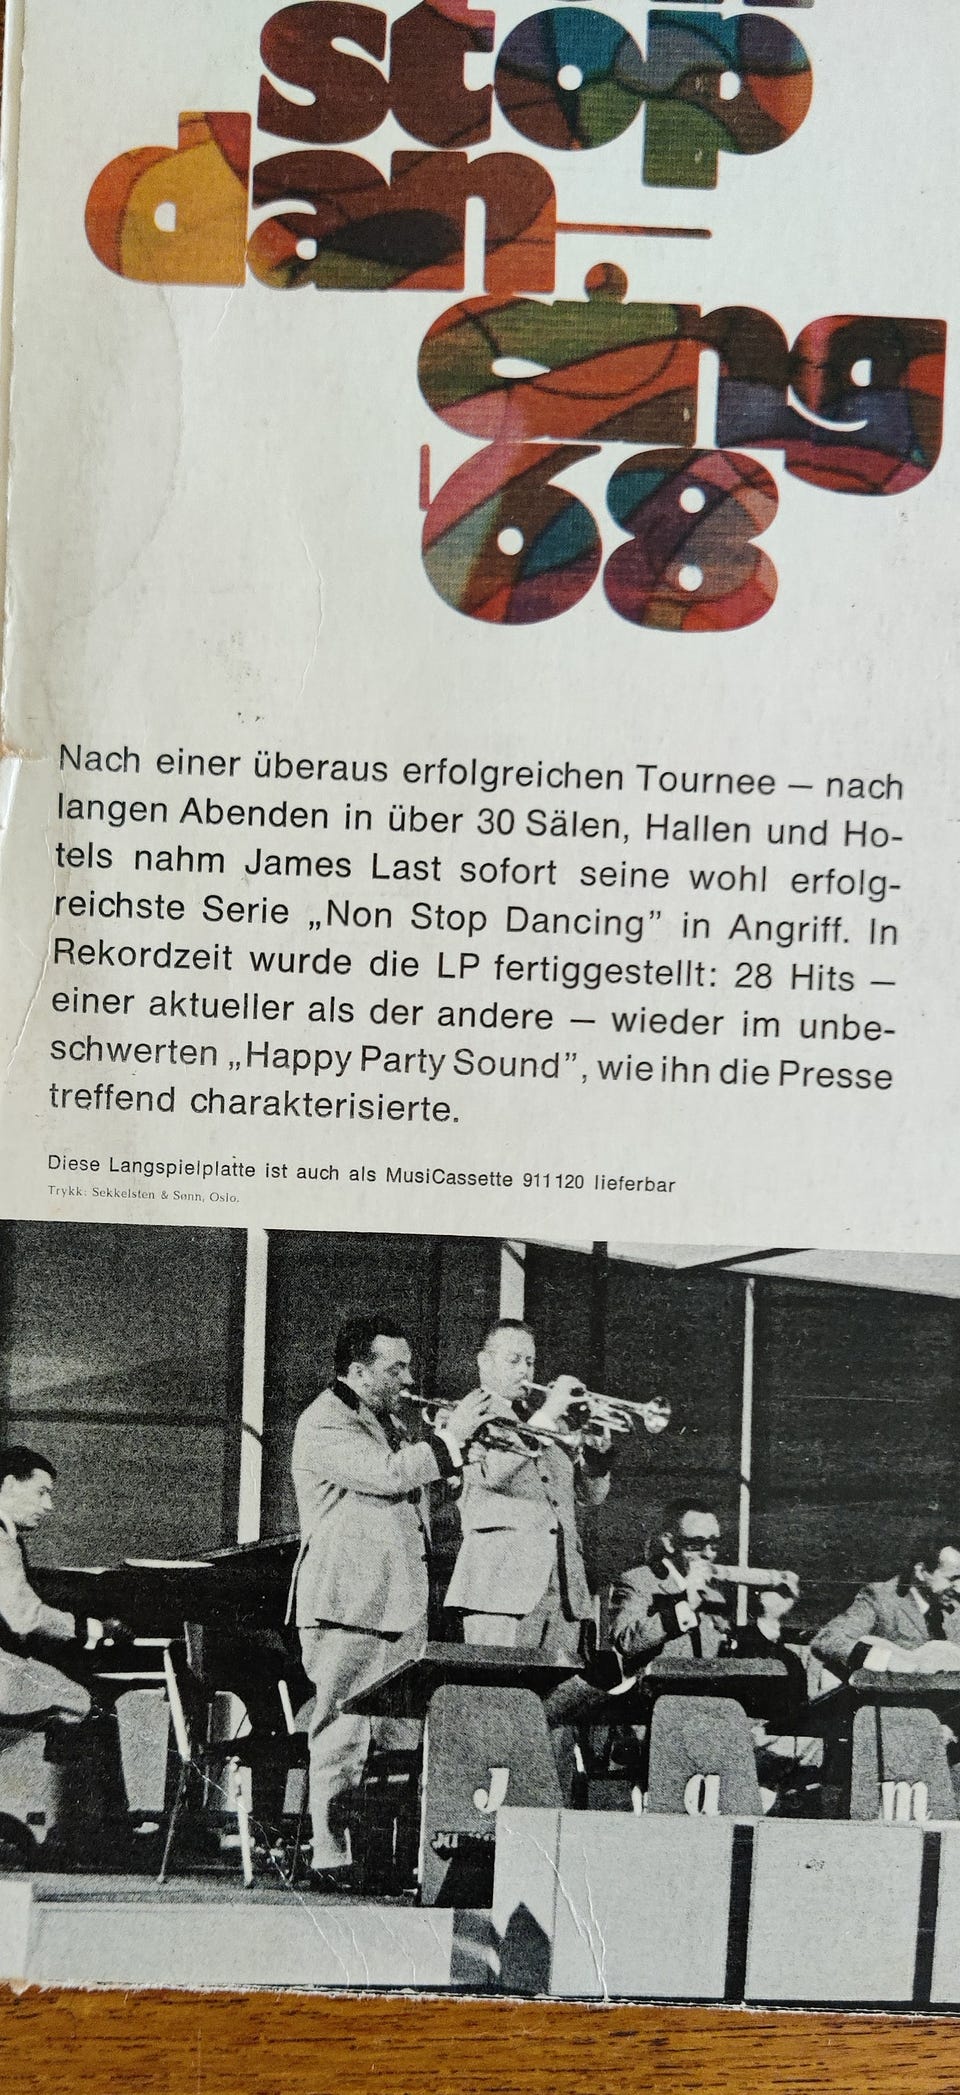 stop
dan-
cing
'68
Nach einer überaus erfolgreichen Tournee – nach
langen Abenden in über 30 Sälen, Hallen und Ho-
tels nahm James Last sofort seine wohl erfolg-
reichste Serie „Non Stop Dancing” in Angriff. In
Rekordzeit wurde die LP fertiggestellt: 28 Hits –
einer aktueller als der andere – wieder im unbe-
schwerten „Happy Party Sound”, wie ihn die Presse
treffend charakterisierte.
Diese Langspielplatte ist auch als MusiCassette 911 120 lieferbar
Trykk: Sekkelsten & Sønn, Oslo.
J a m